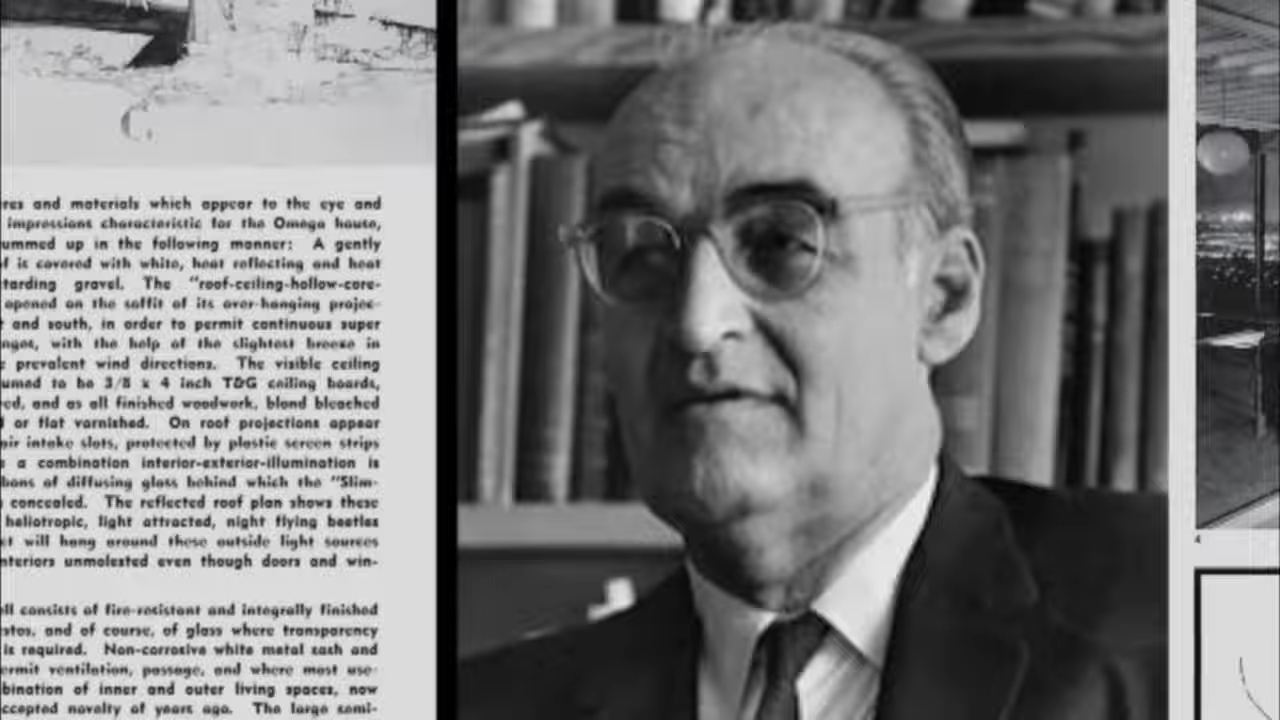 res and materials which appear to the eye and
impressions characteristic for the Omega house,
ummed up in the following manner: A gently
f is covered with white, heat reflecting and heat
tarding gravel. The "roof-ceiling-hollow-core-
opened on the soffit of its over-hanging projec-
t and south, in order to permit continuous super
nges, with the help of the slightest breeze in
e prevalent wind directions. The visible ceiling
umed to be 3/8 x 4 inch T&G ceiling boards,
ed, and as all finished woodwork, blond bleached
l or flat varnished. On roof projections appear
air intake slots, protected by plastic screen strips
s a combination interior-exterior-illumination is
bons of diffusing glass behind which the "Slim-
concealed. The reflected roof plan shows these
heliotropic, light attracted, night flying beetles
ct will hang around these outside light sources
nteriors unmolested even though doors and win-
ll consists of fire-resistant and integrally finished
stos, and of course, of glass where transparency
is required. Non-corrosive white metal sash and
ermit ventilation, passage, and where most use-
bination of inner and outer living spaces, now
ccepted novelty of years ago. The large semi-
4